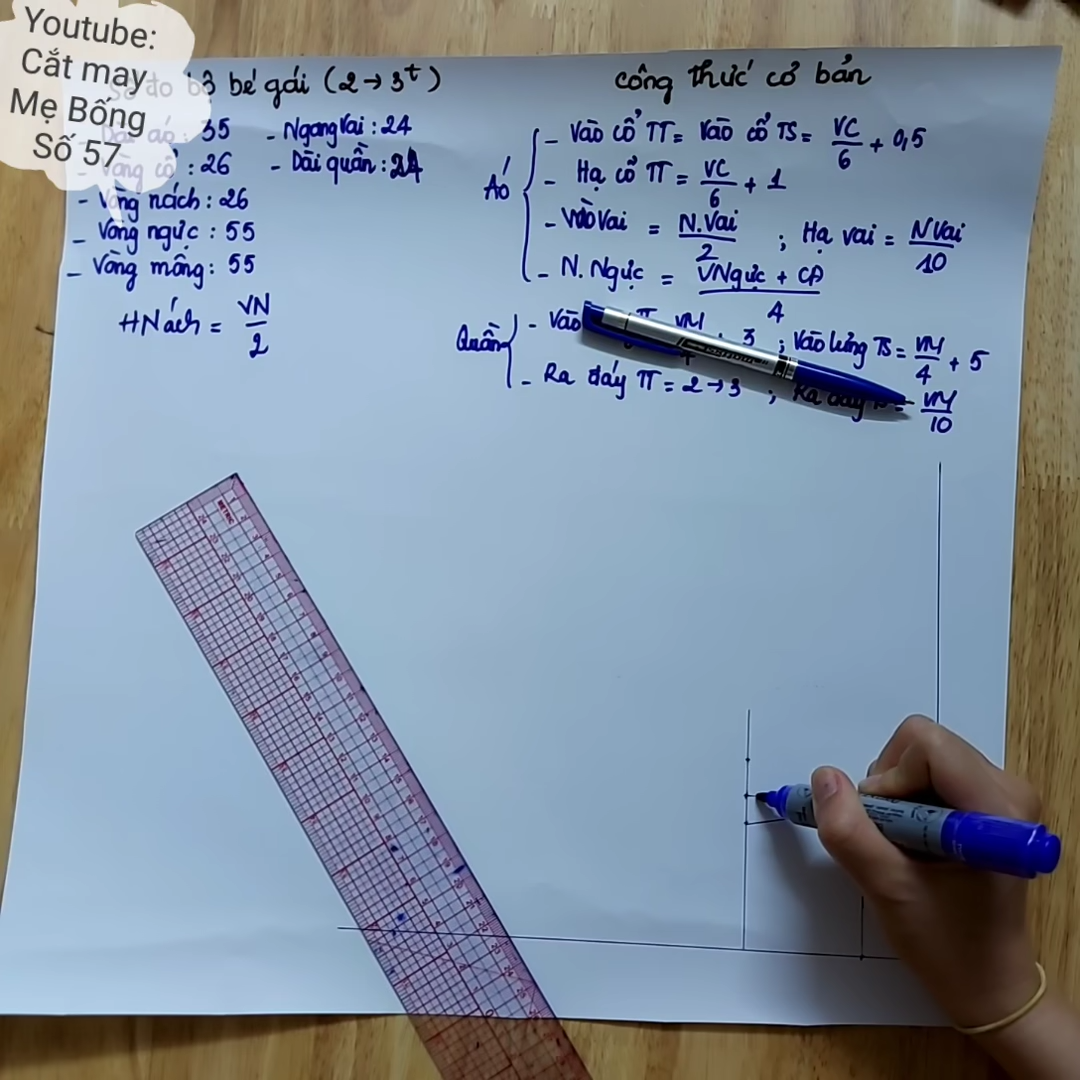 Youtube:
Cắt may
Mẹ Bống
Số 57
đo bộ bé gái (2→3t)
: 35 - Ngang Vai : 24
: 26 - Dài quần : 24
- Vòng nách : 26
- Vòng ngực : 55
- Vòng mông : 55
HNách = VN/2
công thức cơ bản
Áo
- Vào cổ TT = Vào cổ TS = VC/6 + 0,5
- Hạ cổ TT = VC/6 + 1
- Vào Vai = N.Vai/2 ; Hạ vai = NVai/10
- N. Ngực = VNgực + CĐ/4
Quần
- Vào VM 3 ; Vào lưng TS = VM/4 + 5
- Ra đáy TT = 2→3 ; Ra đáy = VM/10